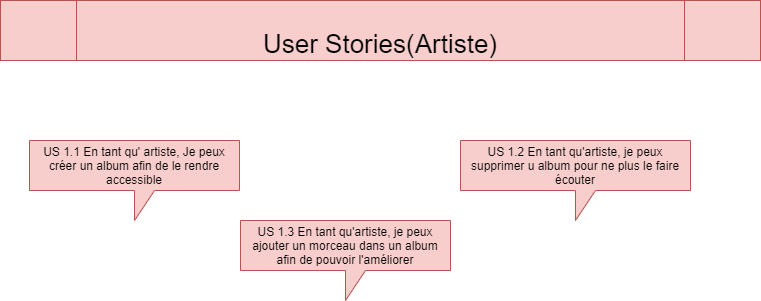 User Stories(Artiste)
US 1.1 En tant qu' artiste, Je peux
créer un album afin de le rendre
accessible
US 1.2 En tant qu'artiste, je peux
supprimer u album pour ne plus le faire
écouter
US 1.3 En tant qu'artiste, je peux
ajouter un morceau dans un album
afin de pouvoir l'améliorer